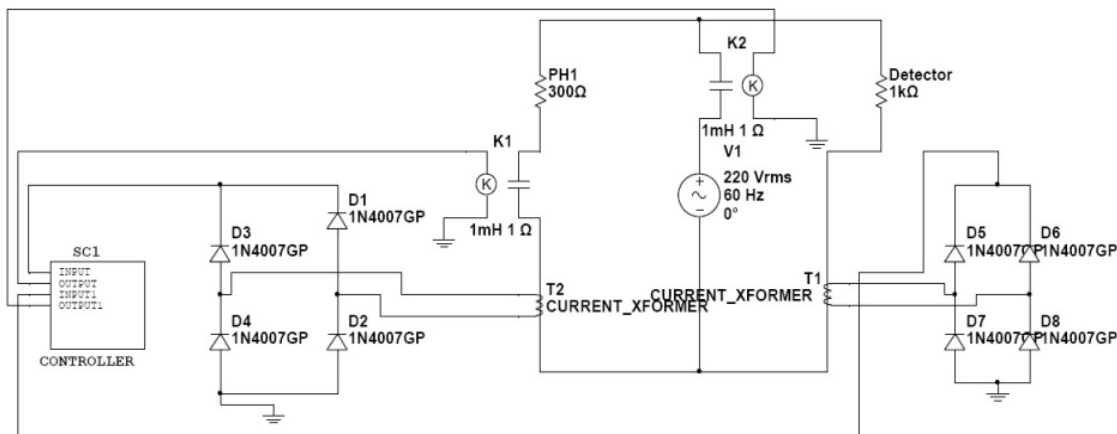 K2
PH1
300Ω
Detector
1kΩ
K
1mH 1 Ω
V1
K1
K
220 Vrms
60 Hz
0°
1mH 1 Ω
D1
1N4007GP
D3
1N4007GP
D5
1N4007GP
D6
1N4007GP
SC1
INPUT
OUTPUT
INPUT1
OUTPUT1
CONTROLLER
T2
CURRENT_XFORMER
T1
CURRENT_XFORMER
D4
1N4007GP
D2
1N4007GP
D7
1N4007GP
D8
1N4007GP